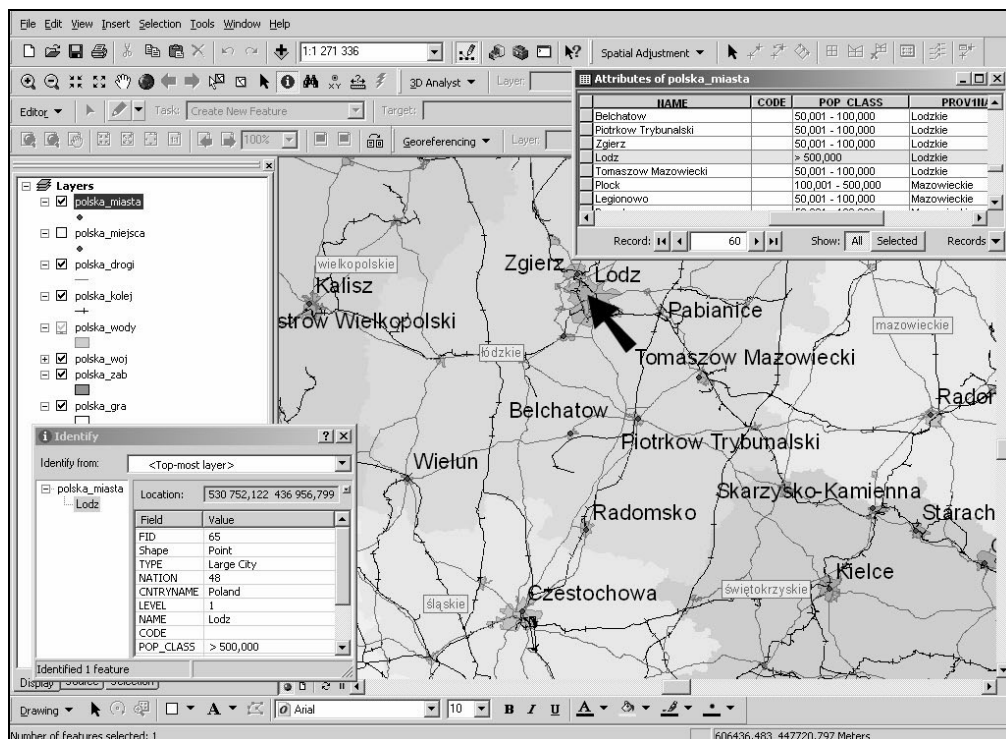 File Edit View Insert Selection Tools Window Help
1:1 271 336 Spatial Adjustment
3D Analyst Layer:
Editor Task: Create New Feature Target:
100% Georeferencing Layer:
Attributes of polska_miasta
NAME CODE POP_CLASS PROVINA
Belchatow 50,001 - 100,000 Lodzkie
Piotrkow Trybunalski 50,001 - 100,000 Lodzkie
Zgierz 50,001 - 100,000 Lodzkie
Lodz > 500,000 Lodzkie
Tomaszow Mazowiecki 50,001 - 100,000 Lodzkie
Plock 100,001 - 500,000 Mazowieckie
Legionowo 50,001 - 100,000 Mazowieckie
Record: 60 Show: All Selected Records
Layers
polska_miasta
polska_miejsca
polska_drogi
polska_kolej
polska_wody
polska_woj
polska_zab
polska_gra
Zgierz Lodz
wielkopolskie
Kalisz
Pabianice
strow Wielkopolski
mazowieckie
łódzkie
Tomaszow Mazowiecki
Radom
Belchatow
Piotrkow Trybunalski
Wielun
Skarzysko-Kamienna
Radomsko
Starach
Kielce
świętokrzyskie
śląskie
Czestochowa
Identify
Identify from: <Top-most layer>
polska_miasta
Lodz
Location: 530 752,122 436 956,799
Field Value
FID 65
Shape Point
TYPE Large City
NATION 48
CNTRYNAME Poland
LEVEL 1
NAME Lodz
CODE
POP_CLASS > 500,000
Identified 1 feature
Display Source Selection
Drawing A Arial 10 B I U A
Number of features selected: 1
606436,483 447720,797 Meters